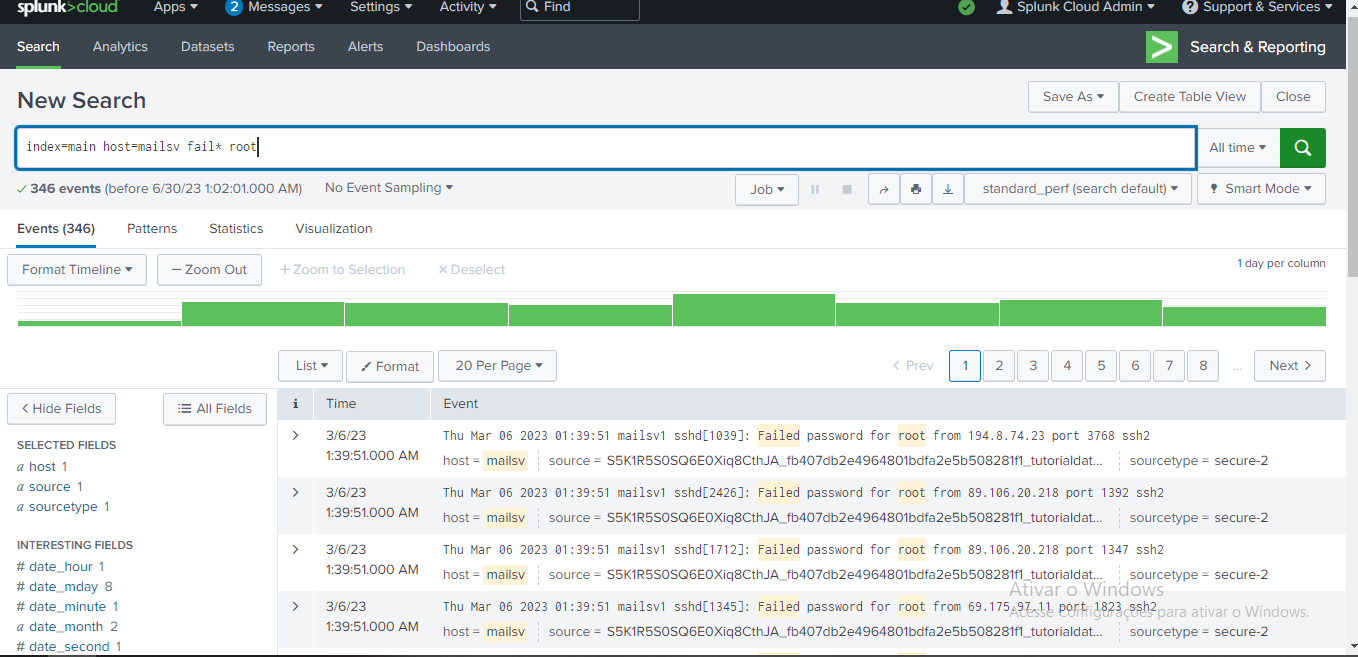 splunk>cloud Apps ▾ 2 Messages ▾ Settings ▾ Activity ▾ Find Splunk Cloud Admin ▾ ? Support & Services ▾
Search Analytics Datasets Reports Alerts Dashboards > Search & Reporting
New Search Save As ▾ Create Table View Close
index=main host=mailsv fail* root All time ▾
✓ 346 events (before 6/30/23 1:02:01.000 AM) No Event Sampling ▾ Job ▾ standard_perf (search default) ▾ Smart Mode ▾
Events (346) Patterns Statistics Visualization
Format Timeline ▾ — Zoom Out + Zoom to Selection × Deselect 1 day per column
List ▾ Format 20 Per Page ▾ < Prev 1 2 3 4 5 6 7 8 ... Next >
< Hide Fields All Fields i Time Event
SELECTED FIELDS
a host 1
a source 1
a sourcetype 1
INTERESTING FIELDS
# date_hour 1
# date_mday 8
# date_minute 1
a date_month 2
# date_second 1
> 3/6/23 Thu Mar 06 2023 01:39:51 mailsv1 sshd[1039]: Failed password for root from 194.8.74.23 port 3768 ssh2
1:39:51.000 AM host = mailsv source = S5K1R5S0SQ6E0Xiq8CthJA_fb407db2e4964801bdfa2e5b508281f1_tutorialdat... sourcetype = secure-2
> 3/6/23 Thu Mar 06 2023 01:39:51 mailsv1 sshd[2426]: Failed password for root from 89.106.20.218 port 1392 ssh2
1:39:51.000 AM host = mailsv source = S5K1R5S0SQ6E0Xiq8CthJA_fb407db2e4964801bdfa2e5b508281f1_tutorialdat... sourcetype = secure-2
> 3/6/23 Thu Mar 06 2023 01:39:51 mailsv1 sshd[1712]: Failed password for root from 89.106.20.218 port 1347 ssh2
1:39:51.000 AM host = mailsv source = S5K1R5S0SQ6E0Xiq8CthJA_fb407db2e4964801bdfa2e5b508281f1_tutorialdat... sourcetype = secure-2
> 3/6/23 Thu Mar 06 2023 01:39:51 mailsv1 sshd[1345]: Failed password for root from 69.175.97.11 port 1823 ssh2
1:39:51.000 AM host = mailsv source = S5K1R5S0SQ6E0Xiq8CthJA_fb407db2e4964801bdfa2e5b508281f1_tutorialdat... sourcetype = secure-2
Ativar o Windows
Acesse Configurações para ativar o Windows.